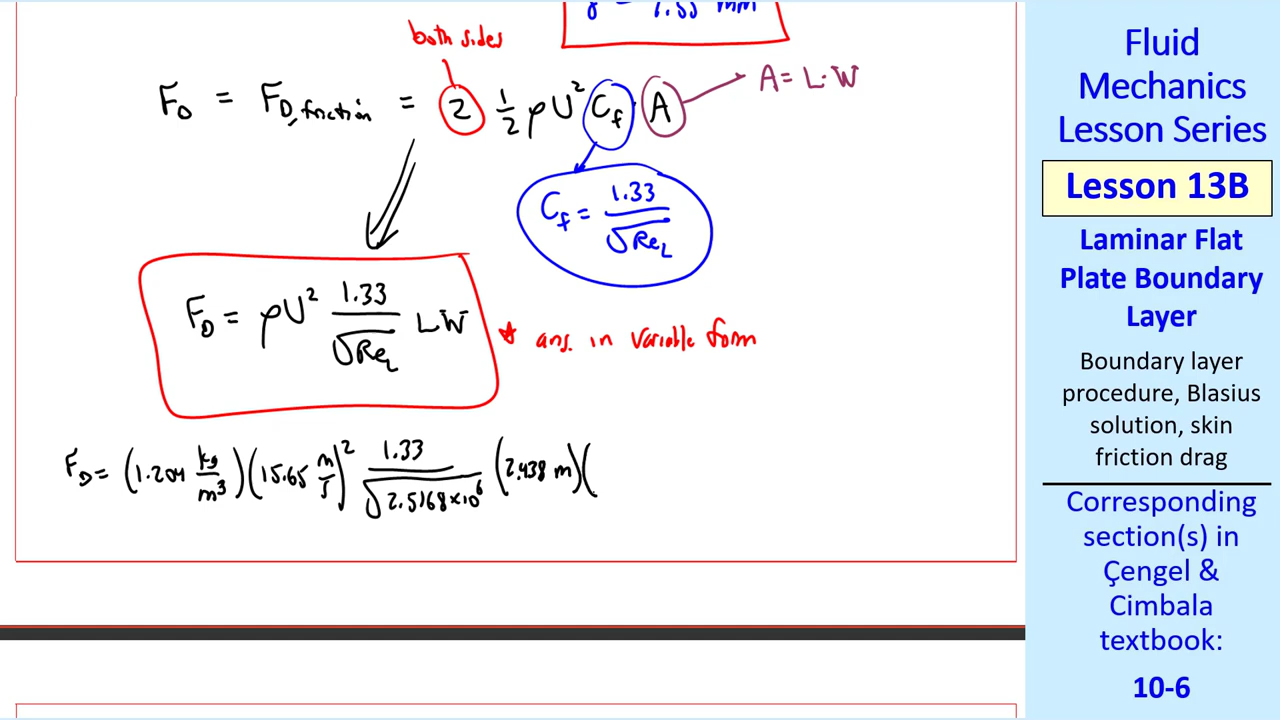 δ = 7.55 mm
both sides
F_D = F_D,friction = 2 ½ ρU² C_f · A
A = L·W
C_f = 1.33 / √Re_L
F_D = ρU² 1.33 / √Re_L LW
* ans. in variable form
F_D = (1.204 kg/m³)(15.65 m/s)² 1.33 / √2.5168×10⁶ (2.438 m)(
Fluid
Mechanics
Lesson Series
Lesson 13B
Laminar Flat
Plate Boundary
Layer
Boundary layer
procedure, Blasius
solution, skin
friction drag
Corresponding
section(s) in
Çengel &
Cimbala
textbook:
10-6